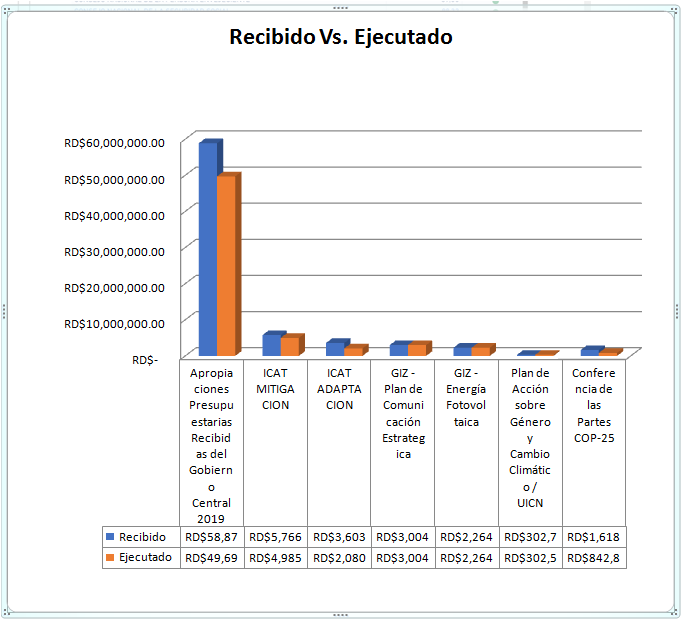 Recibido Vs. Ejecutado
RD$60,000,000.00
RD$50,000,000.00
RD$40,000,000.00
RD$30,000,000.00
RD$20,000,000.00
RD$10,000,000.00
RD$-
Apropia
ciones
Presupu
estarias
Recibid
as del
Gobiern
o
Central
2019
ICAT
MITIGA
CION
ICAT
ADAPTA
CION
GIZ -
Plan de
Comuni
cación
Estrateg
ica
GIZ -
Energía
Fotovol
taica
Plan de
Acción
sobre
Género
y
Cambio
Climátic
o /
UICN
Confere
ncia de
las
Partes
COP-25
Recibido RD$58,87 RD$5,766 RD$3,603 RD$3,004 RD$2,264 RD$302,7 RD$1,618
Ejecutado RD$49,69 RD$4,985 RD$2,080 RD$3,004 RD$2,264 RD$302,5 RD$842,8